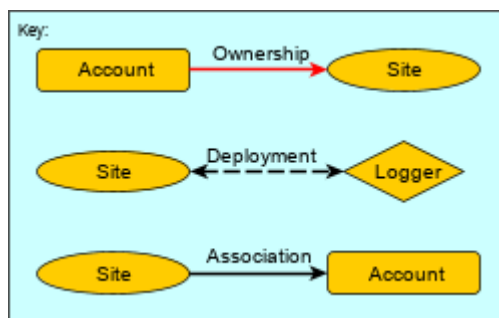 Key:
Ownership
Account
Site
Deployment
Site
Logger
Association
Site
Account